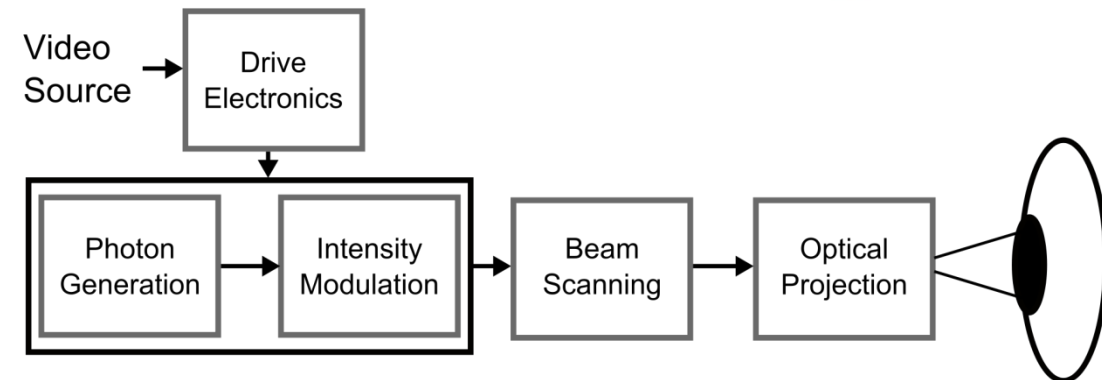 Video
Source
Drive
Electronics
Photon
Generation
Intensity
Modulation
Beam
Scanning
Optical
Projection